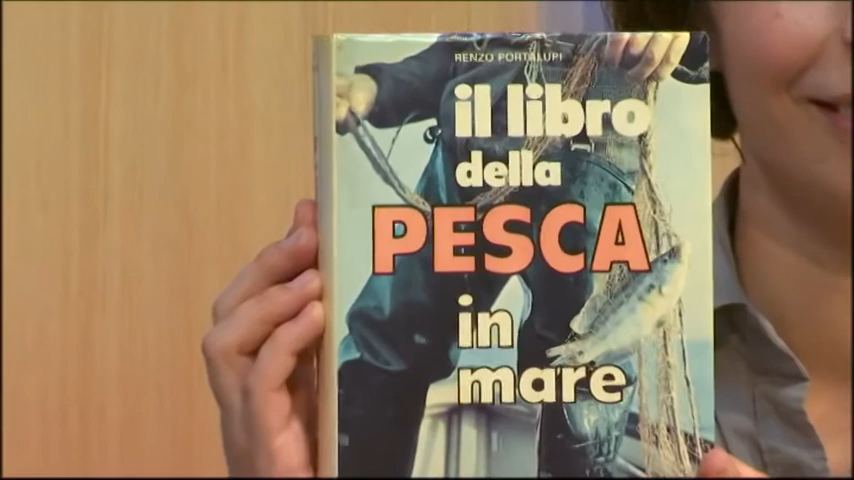 RENZO PORTALUPI
il libro
della
PESCA
in
mare